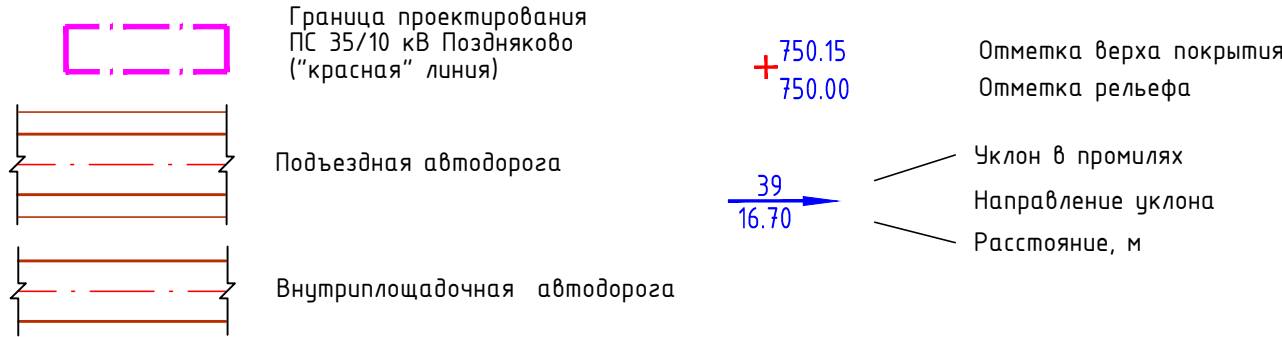 Граница проектирования
ПС 35/10 кВ Поздняково
("красная" линия)
Подъездная автодорога
Внутриплощадочная автодорога
750.15
Отметка верха покрытия
750.00
Отметка рельефа
39
16.70
Уклон в промилях
Направление уклона
Расстояние, м